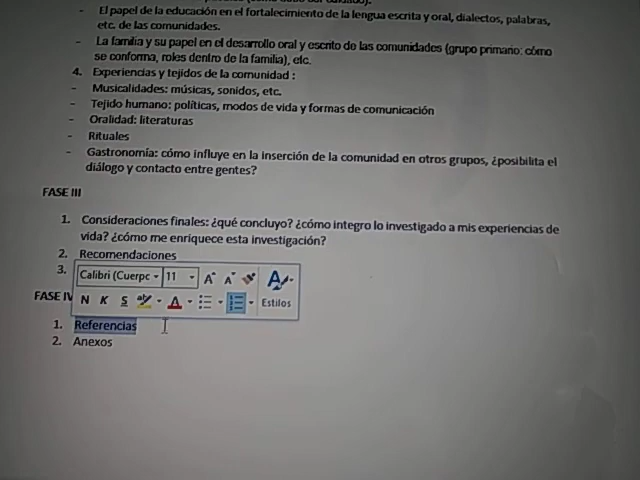 - El papel de la educación en el fortalecimiento de la lengua escrita y oral, dialectos, palabras,
etc. de las comunidades.
- La familia y su papel en el desarrollo oral y escrito de las comunidades (grupo primario: cómo
se conforma, roles dentro de la familia), etc.
4. Experiencias y tejidos de la comunidad :
- Musicalidades: músicas, sonidos, etc.
- Tejido humano: políticas, modos de vida y formas de comunicación
- Oralidad: literaturas
- Rituales
- Gastronomía: cómo influye en la inserción de la comunidad en otros grupos, ¿posibilita el
diálogo y contacto entre gentes?
FASE III
1. Consideraciones finales: ¿qué concluyo? ¿cómo integro lo investigado a mis experiencias de
vida? ¿cómo me enriquece esta investigación?
2. Recomendaciones
3.
Calibri (Cuerpc 11 A A A
FASE IV
N K S ab A Estilos
1. Referencias
2. Anexos